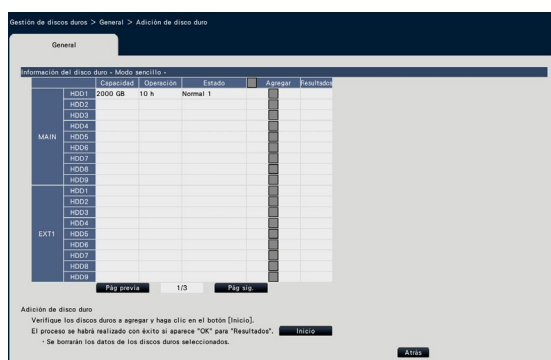 Gestión de discos duros > General > Adición de disco duro
General
Información del disco duro - Modo sencillo -
Capacidad Operación Estado Agregar Resultados
MAIN
HDD1 2000 GB 10 h Normal 1
HDD2
HDD3
HDD4
HDD5
HDD6
HDD7
HDD8
HDD9
EXT1
HDD1
HDD2
HDD3
HDD4
HDD5
HDD6
HDD7
HDD8
HDD9
Pág previa 1/3 Pág sig.
Adición de disco duro
Verifique los discos duros a agregar y haga clic en el botón [Inicio].
El proceso se habrá realizado con éxito si aparece "OK" para "Resultados". Inicio
· Se borrarán los datos de los discos duros seleccionados.
Atrás